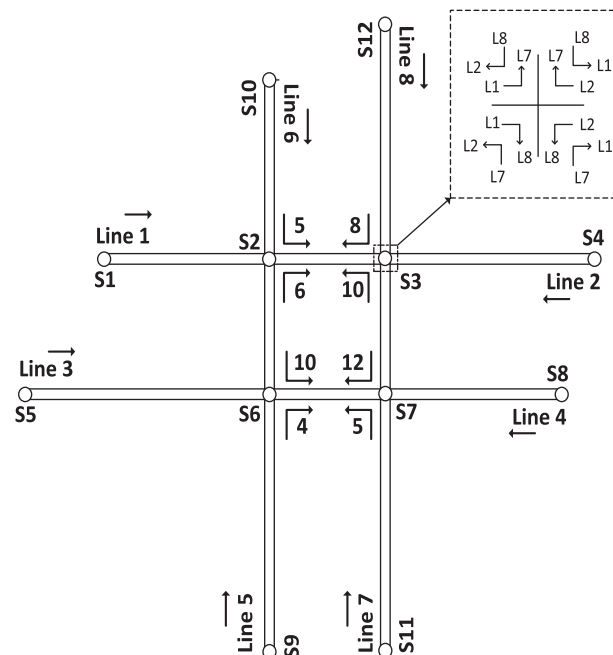 S12
Line 8
L8 L8
L2 L7 L7 L1
L1 L2
L1 L2
L2 L8 L8 L1
L7 L7
S10
Line 6
Line 1
S1
S2
5 8
6 10
S3
S4
Line 2
Line 3
S5
S6
10 12
4 5
S7
S8
Line 4
Line 5
S9
Line 7
S11